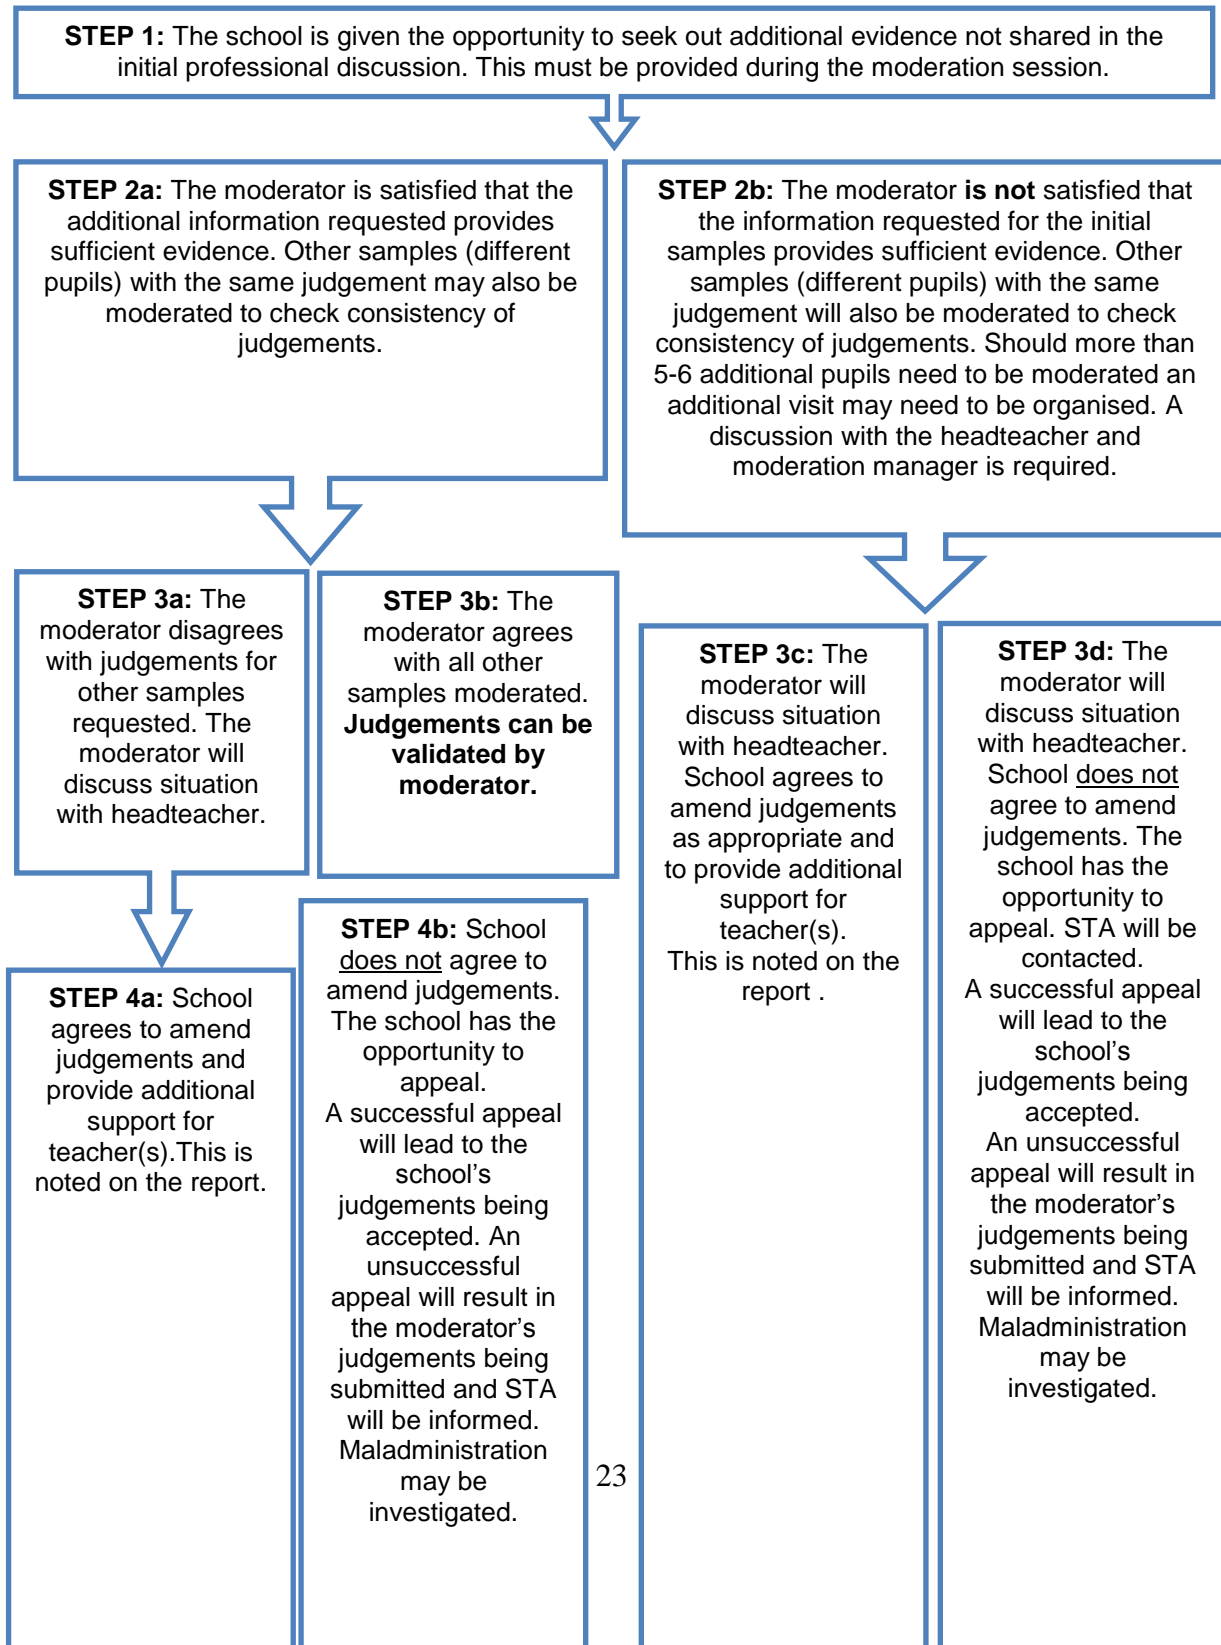 STEP 1: The school is given the opportunity to seek out additional evidence not shared in the
initial professional discussion. This must be provided during the moderation session.
STEP 2a: The moderator is satisfied that the
additional information requested provides
sufficient evidence. Other samples (different
pupils) with the same judgement may also be
moderated to check consistency of
judgements.
STEP 2b: The moderator is not satisfied that
the information requested for the initial
samples provides sufficient evidence. Other
samples (different pupils) with the same
judgement will also be moderated to check
consistency of judgements. Should more than
5-6 additional pupils need to be moderated an
additional visit may need to be organised. A
discussion with the headteacher and
moderation manager is required.
STEP 3a: The
moderator disagrees
with judgements for
other samples
requested. The
moderator will
discuss situation
with headteacher.
STEP 3b: The
moderator agrees
with all other
samples moderated.
Judgements can be
validated by
moderator.
STEP 3c: The
moderator will
discuss situation
with headteacher.
School agrees to
amend judgements
as appropriate and
to provide additional
support for
teacher(s).
This is noted on the
report .
STEP 3d: The
moderator will
discuss situation
with headteacher.
School does not
agree to amend
judgements. The
school has the
opportunity to
appeal. STA will be
contacted.
A successful appeal
will lead to the
school’s
judgements being
accepted.
An unsuccessful
appeal will result in
the moderator’s
judgements being
submitted and STA
will be informed.
Maladministration
may be
investigated.
STEP 4a: School
agrees to amend
judgements and
provide additional
support for
teacher(s).This is
noted on the report.
STEP 4b: School
does not agree to
amend judgements.
The school has the
opportunity to
appeal.
A successful appeal
will lead to the
school’s
judgements being
accepted. An
unsuccessful
appeal will result in
the moderator’s
judgements being
submitted and STA
will be informed.
Maladministration
may be
investigated.
23